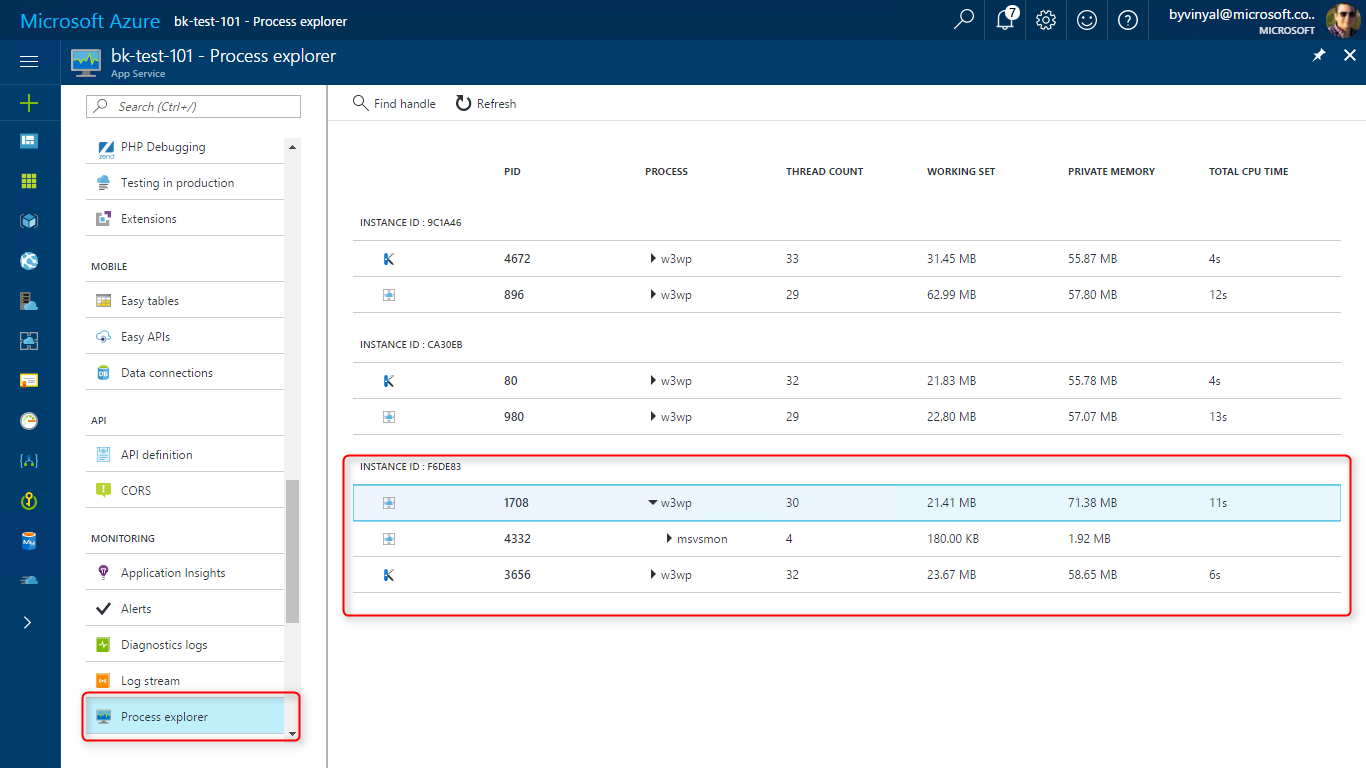 Microsoft Azure bk-test-101 - Process explorer
7
byvinyal@microsoft.co..
MICROSOFT
bk-test-101 - Process explorer
App Service
Search (Ctrl+/)
PHP Debugging
Testing in production
Extensions
MOBILE
Easy tables
Easy APIs
Data connections
API
API definition
CORS
MONITORING
Application Insights
Alerts
Diagnostics logs
Log stream
Process explorer
Find handle Refresh
PID PROCESS THREAD COUNT WORKING SET PRIVATE MEMORY TOTAL CPU TIME
INSTANCE ID : 9C1A46
4672 w3wp 33 31.45 MB 55.87 MB 4s
896 w3wp 29 62.99 MB 57.80 MB 12s
INSTANCE ID : CA30EB
80 w3wp 32 21.83 MB 55.78 MB 4s
980 w3wp 29 22.80 MB 57.07 MB 13s
INSTANCE ID : F6DE83
1708 w3wp 30 21.41 MB 71.38 MB 11s
4332 msvsmon 4 180.00 KB 1.92 MB
3656 w3wp 32 23.67 MB 58.65 MB 6s